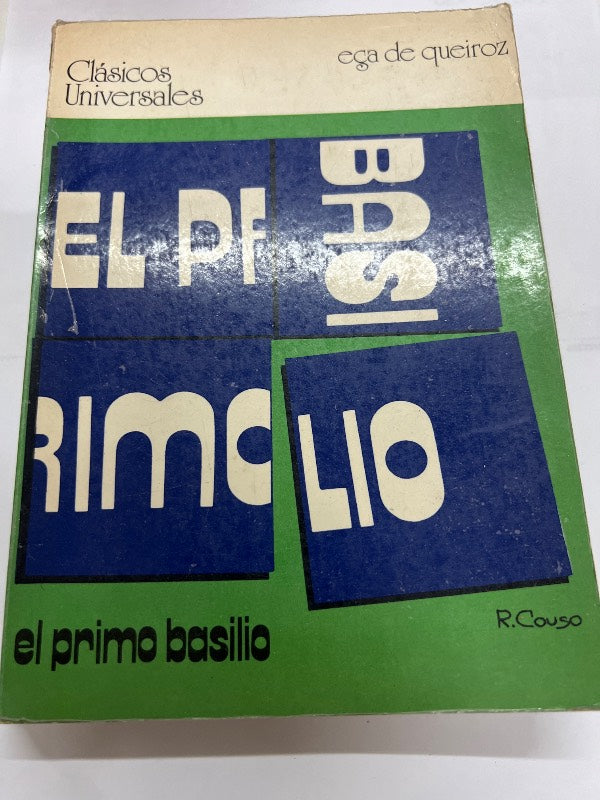 eça de queiroz
Clásicos
Universales
EL PR
BASI
RIMO
LIO
el primo basilio
R.Couso